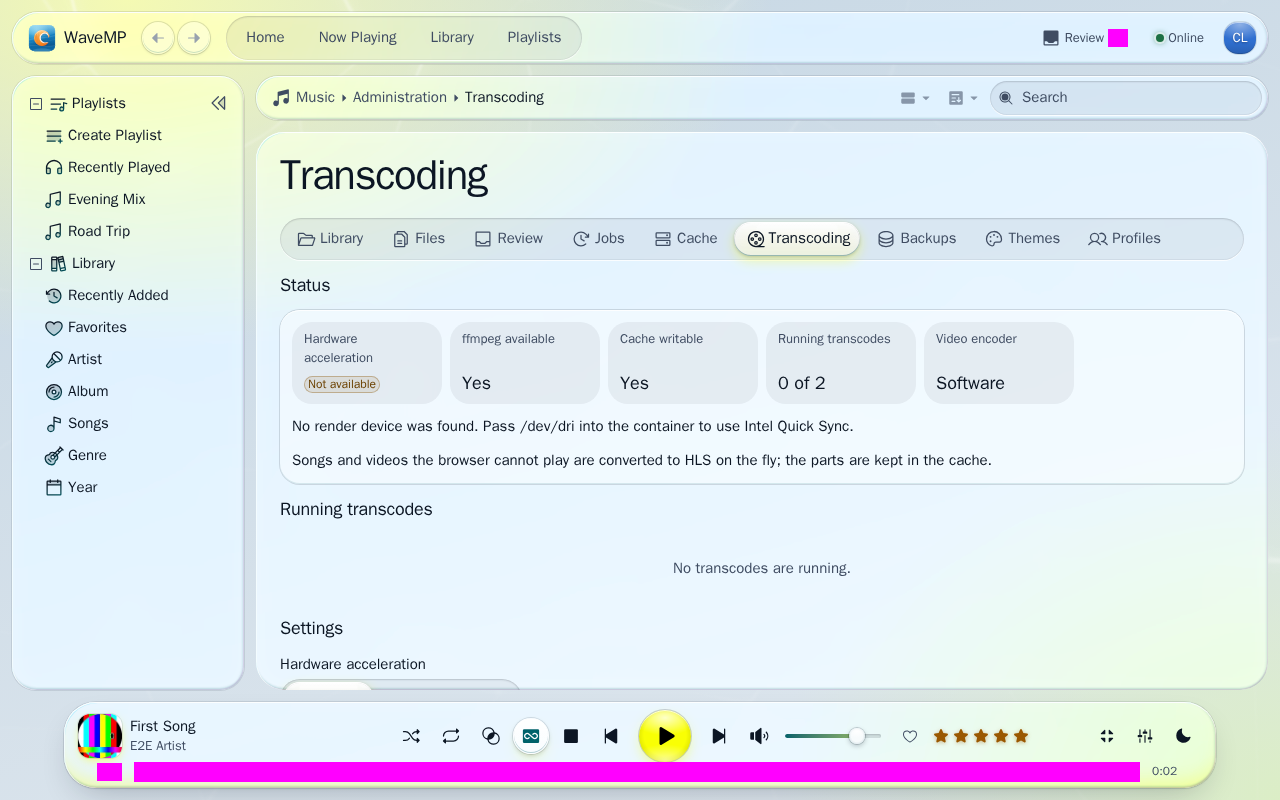 WaveMP
Home
Now Playing
Library
Playlists
Review
Online
CL
Playlists
Create Playlist
Recently Played
Evening Mix
Road Trip
Library
Recently Added
Favorites
Artist
Album
Songs
Genre
Year
Music
Administration
Transcoding
Search
Transcoding
Library
Files
Review
Jobs
Cache
Transcoding
Backups
Themes
Profiles
Status
Hardware
acceleration
Not available
ffmpeg available
Yes
Cache writable
Yes
Running transcodes
0 of 2
Video encoder
Software
No render device was found. Pass /dev/dri into the container to use Intel Quick Sync.
Songs and videos the browser cannot play are converted to HLS on the fly; the parts are kept in the cache.
Running transcodes
No transcodes are running.
Settings
Hardware acceleration
First Song
E2E Artist
0:02